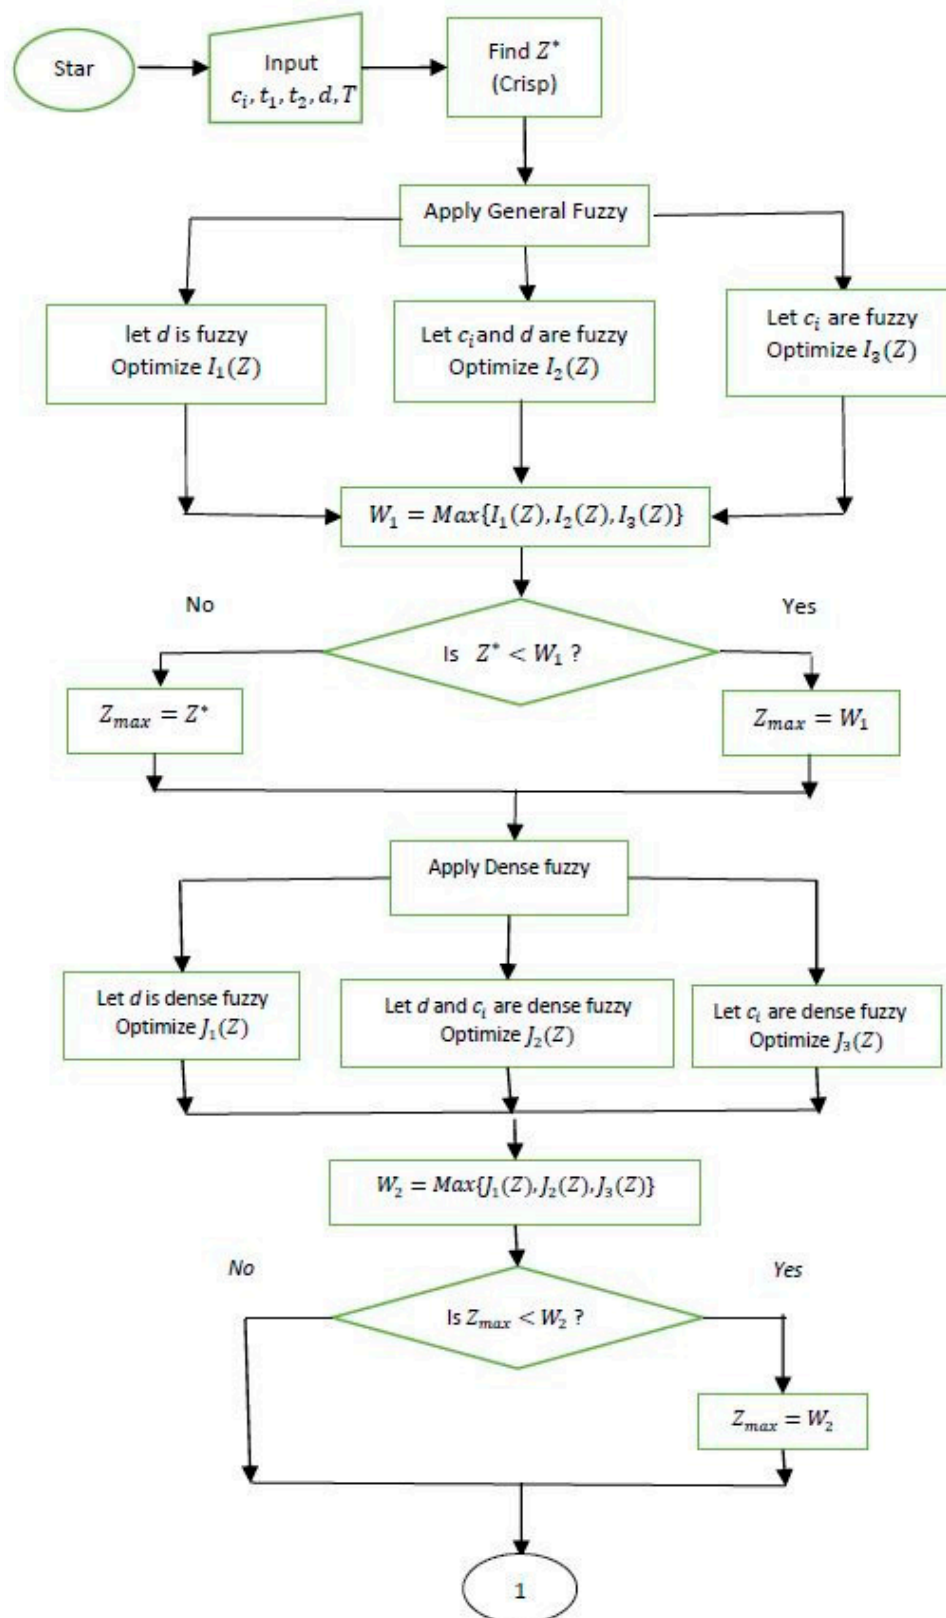 Star
Input
c_i, t_1, t_2, d, T
Find Z*
(Crisp)
Apply General Fuzzy
let d is fuzzy
Optimize I_1(Z)
Let c_i and d are fuzzy
Optimize I_2(Z)
Let c_i are fuzzy
Optimize I_3(Z)
W_1 = Max{I_1(Z), I_2(Z), I_3(Z)}
No
Yes
Is Z* < W_1 ?
Z_max = Z*
Z_max = W_1
Apply Dense fuzzy
Let d is dense fuzzy
Optimize J_1(Z)
Let d and c_i are dense fuzzy
Optimize J_2(Z)
Let c_i are dense fuzzy
Optimize J_3(Z)
W_2 = Max{J_1(Z), J_2(Z), J_3(Z)}
No
Yes
Is Z_max < W_2 ?
Z_max = W_2
1